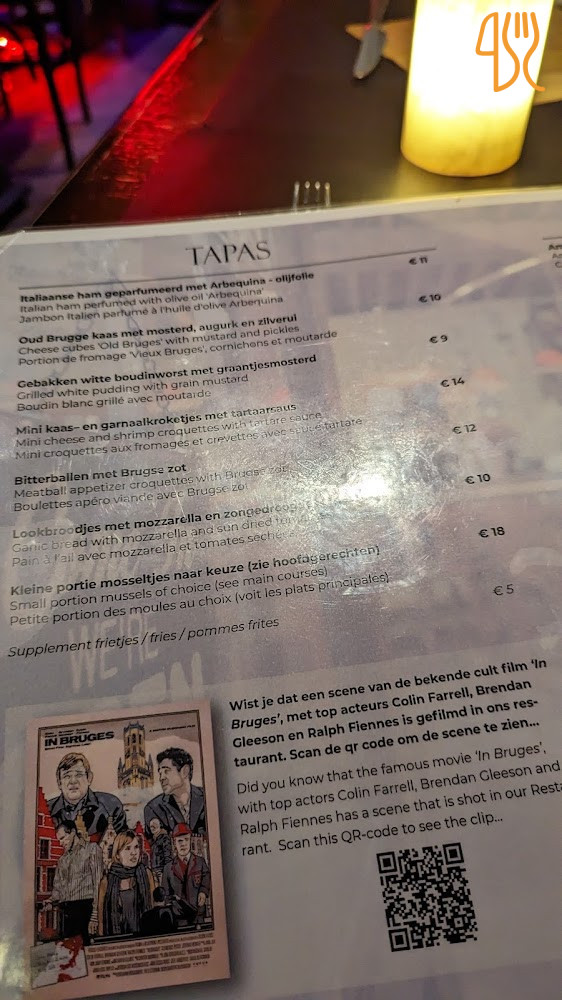 TAPAS
Italiaanse ham geparfumeerd met Arbequina - olijfolie € 11
Italian ham perfumed with olive oil 'Arbequina'
Jambon Italien parfumé à l'huile d'olive Arbequina
Oud Brugge kaas met mosterd, augurk en zilverui € 10
Cheese cubes 'Old Bruges' with mustard and pickles
Portion de fromage 'Vieux Bruges', cornichons et moutarde
Gebakken witte boudinworst met graantjesmosterd € 9
Grilled white pudding with grain mustard
Boudin blanc grillé avec moutarde
Mini kaas- en garnaalkroketjes met tartaarsaus € 14
Mini cheese and shrimp croquettes with tartare sauce
Mini croquettes aux fromages et crevettes avec sauce tartare
Bitterballen met Brugse zot € 12
Meatball appetizer croquettes with Brugse zot
Boulettes apéro viande avec Brugse zot
Lookbroodjes met mozzarella en € 10
Garlic bread with mozzarella and sun dried
Pain à l'ail avec mozzarella et tomates
Kleine portie mosseltjes naar keuze (zie hoofdgerechten) € 18
Small portion mussels of choice (see main courses)
Petite portion des moules au choix (voit les plats principales)
Supplement frietjes / fries / pommes frites € 5
WE'RE
Wist je dat een scene van de bekende cult film 'In
Bruges', met top acteurs Colin Farrell, Brendan
Gleeson en Ralph Fiennes is gefilmd in ons res-
taurant. Scan de qr code om de scene te zien...
Did you know that the famous movie 'In Bruges',
with top actors Colin Farrell, Brendan Gleeson and
Ralph Fiennes has a scene that is shot in our Resta
rant. Scan this QR-code to see the clip...
IN BRUGES